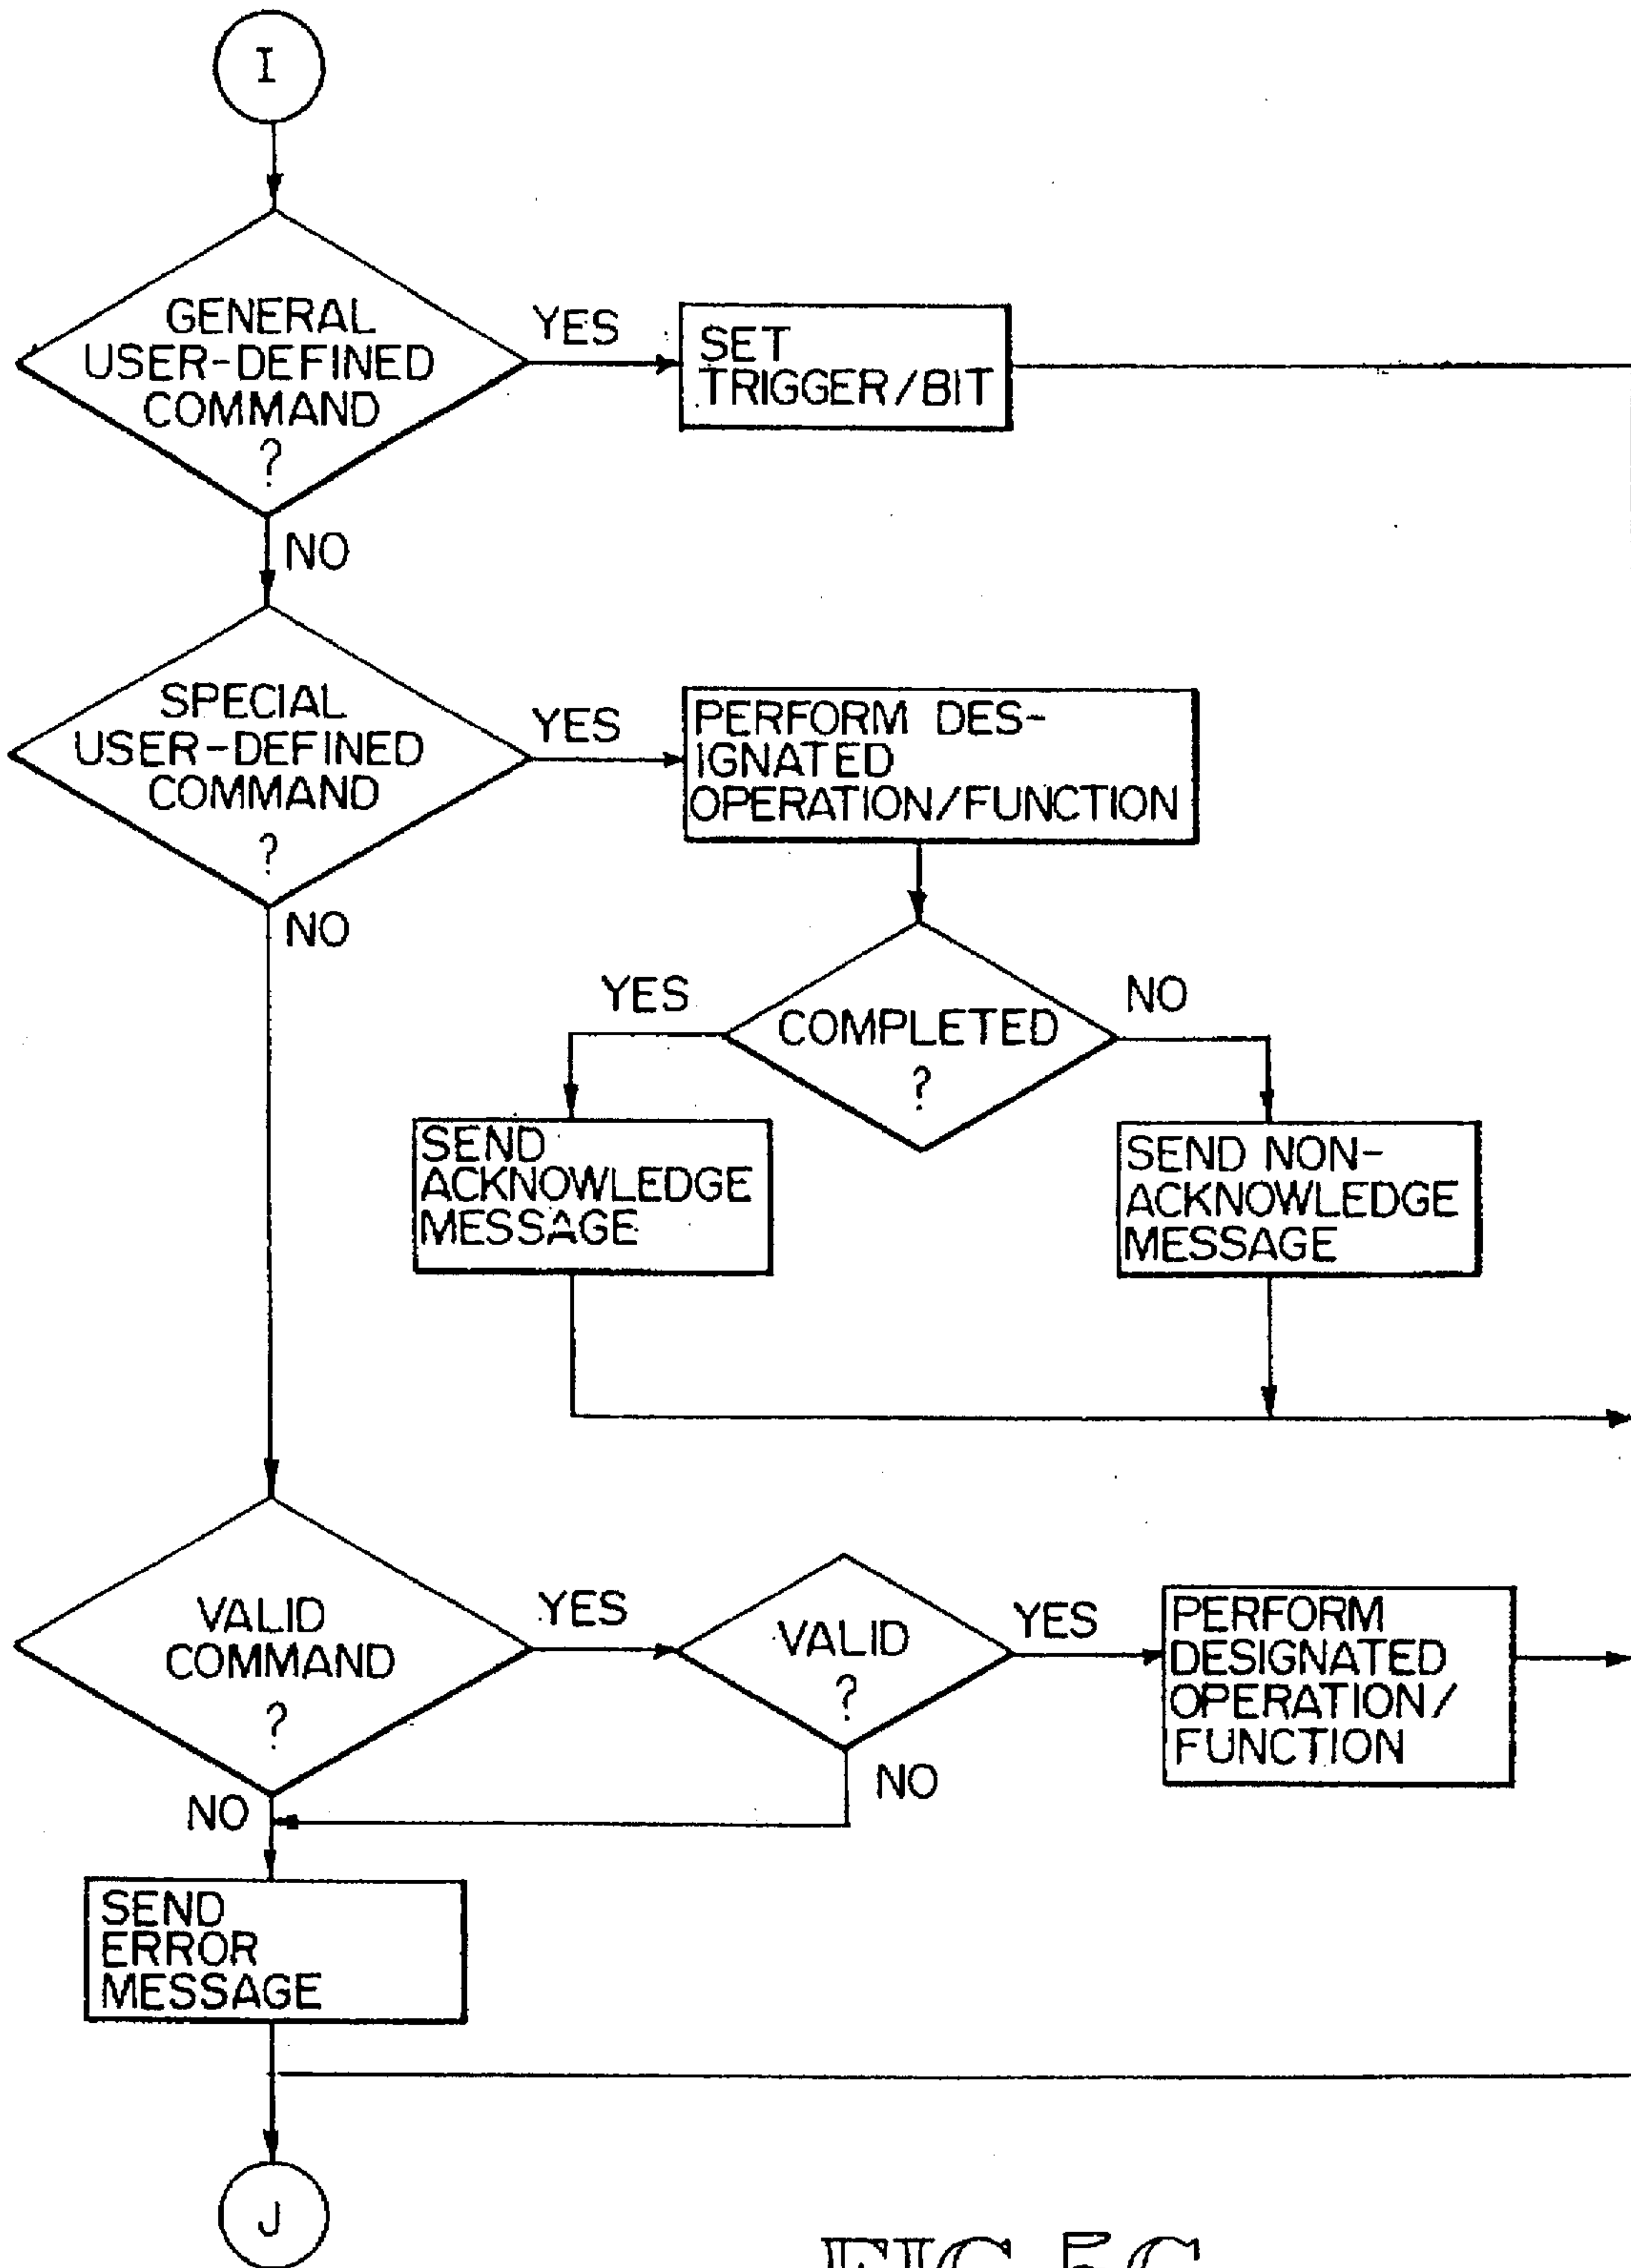 I
GENERAL
USER-DEFINED
COMMAND
?
YES
SET
TRIGGER/BIT
NO
SPECIAL
USER-DEFINED
COMMAND
?
YES
PERFORM DES-
IGNATED
OPERATION/FUNCTION
NO
YES
COMPLETED
?
NO
SEND
ACKNOWLEDGE
MESSAGE
SEND NON-
ACKNOWLEDGE
MESSAGE
VALID
COMMAND
?
YES
VALID
?
YES
PERFORM
DESIGNATED
OPERATION/
FUNCTION
NO
NO
SEND
ERROR
MESSAGE
J
FIG. 5G